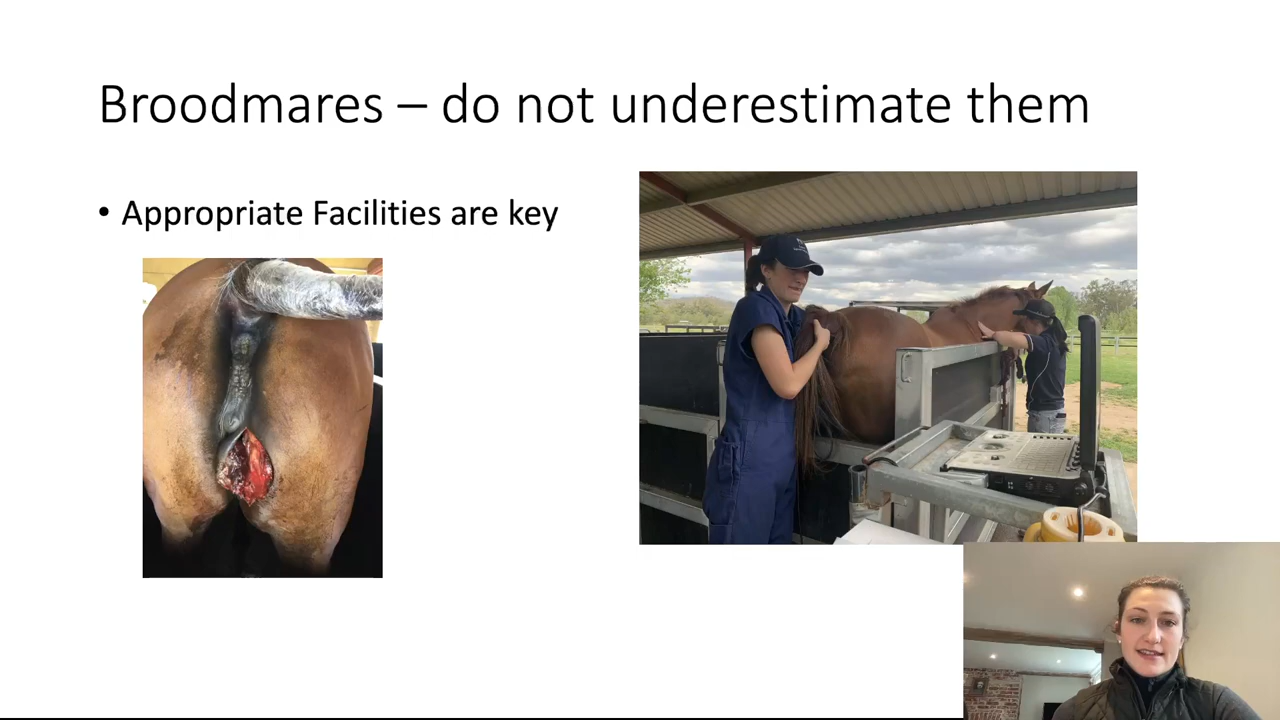 Broodmares – do not underestimate them
• Appropriate Facilities are key